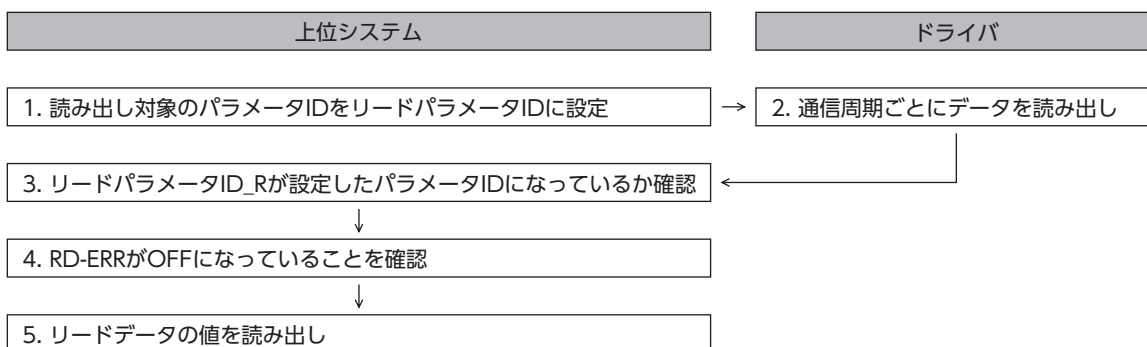 上位システム
ドライバ
1. 読み出し対象のパラメータIDをリードパラメータIDに設定
2. 通信周期ごとにデータを読み出し
3. リードパラメータID_Rが設定したパラメータIDになっているか確認
4. RD-ERRがOFFになっていることを確認
5. リードデータの値を読み出し